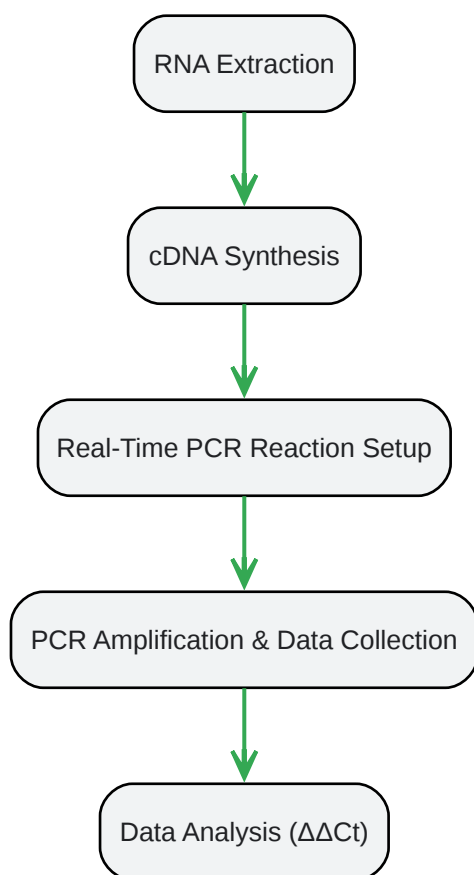 RNA Extraction
cDNA Synthesis
Real-Time PCR Reaction Setup
PCR Amplification & Data Collection
Data Analysis (ΔΔCt)